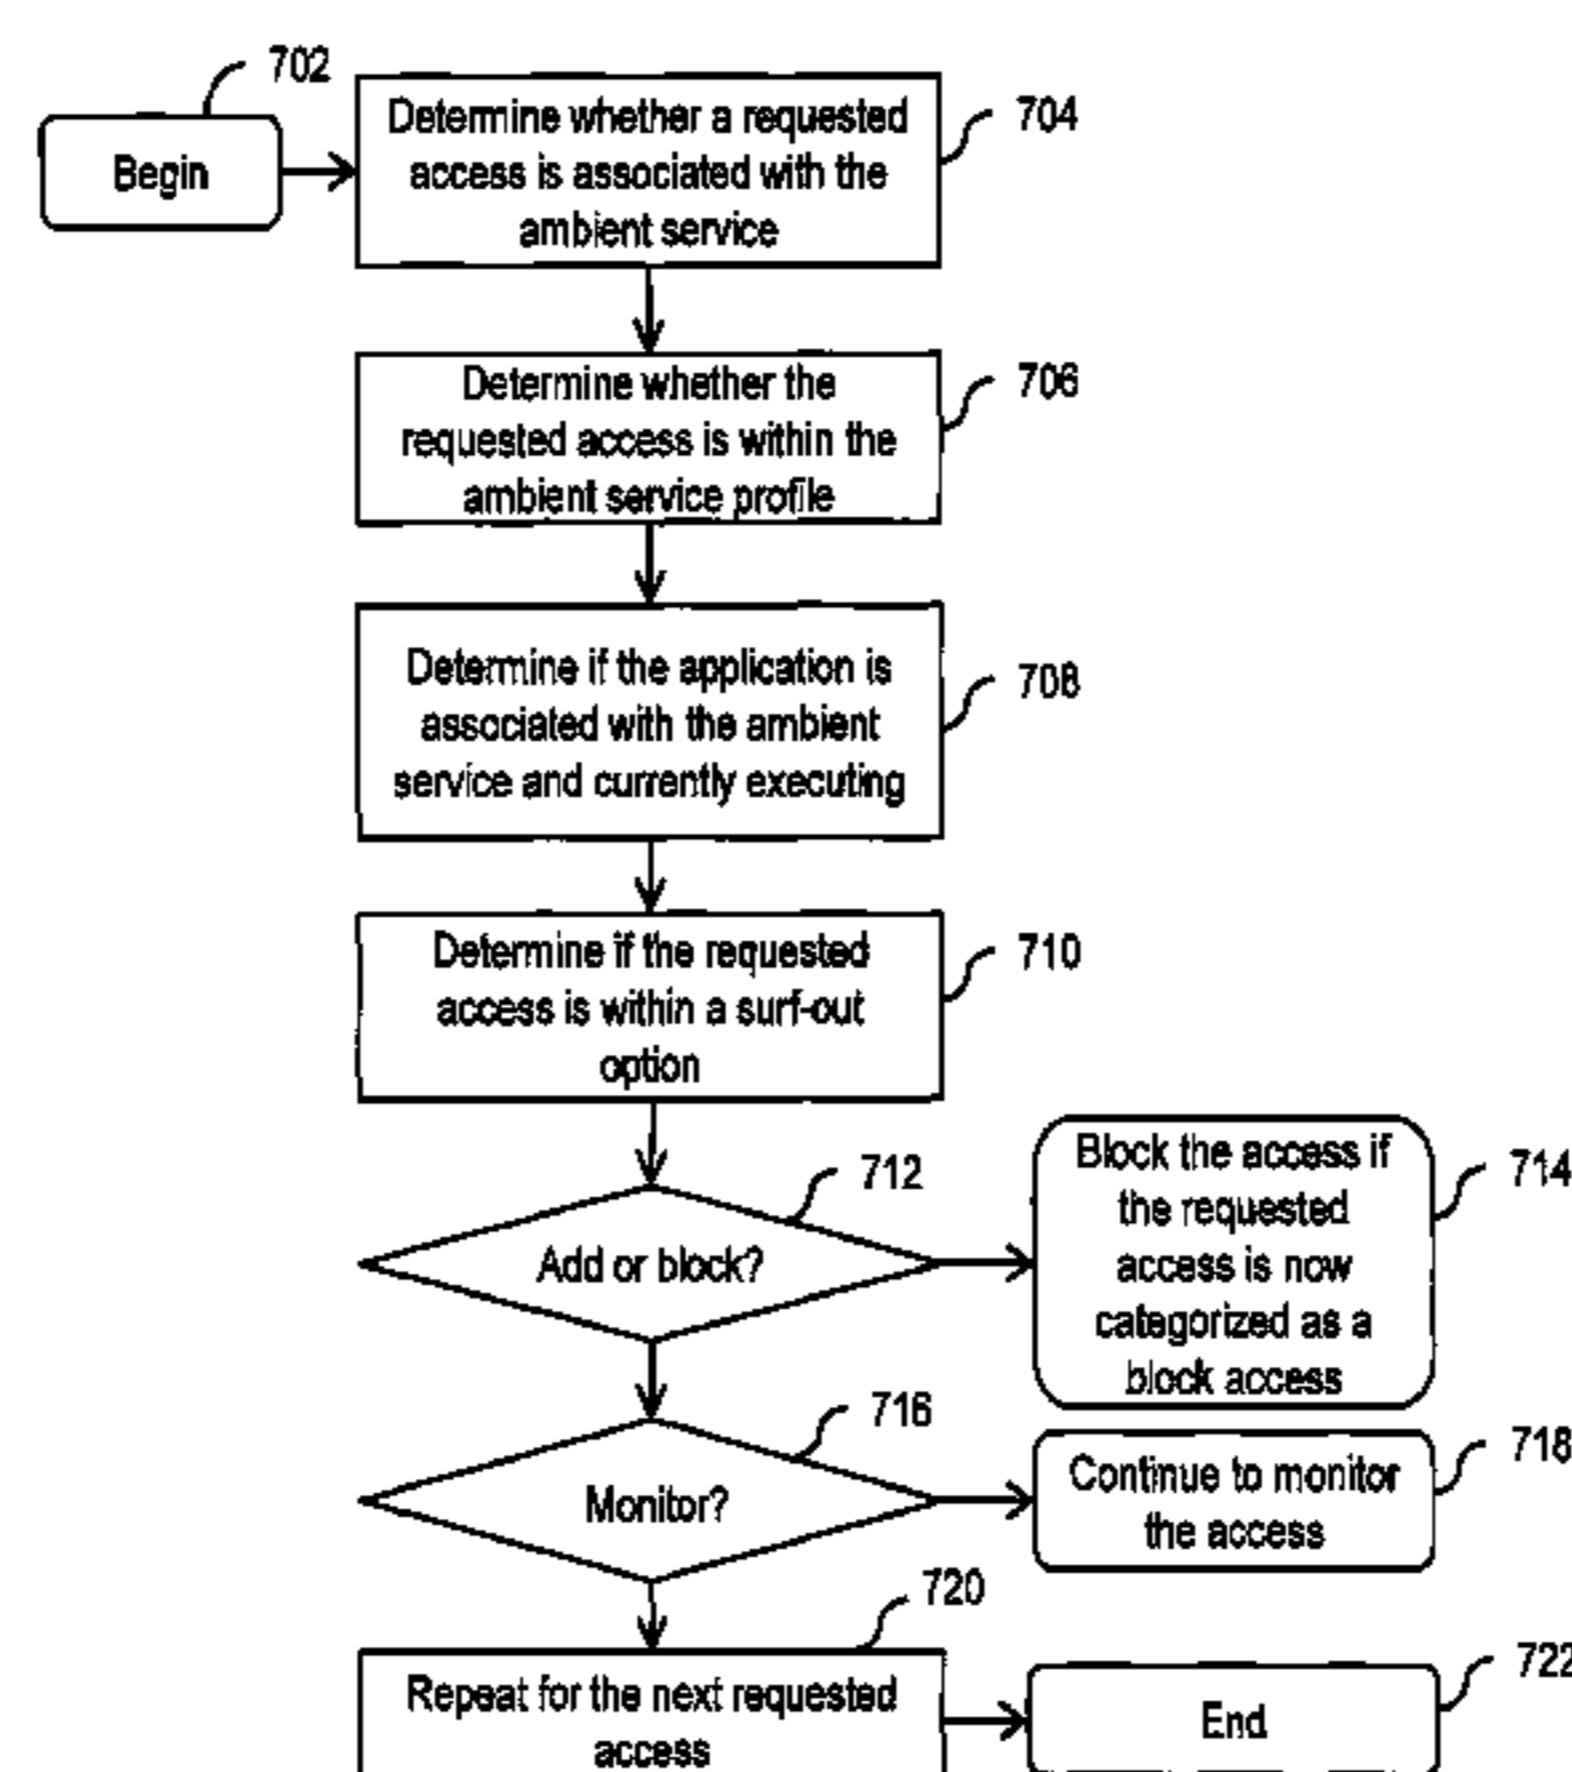 702
Begin
Determine whether a requested
access is associated with the
ambient service
704
Determine whether the
requested access is within the
ambient service profile
706
Determine if the application is
associated with the ambient
service and currently executing
708
Determine if the requested
access is within a surf-out
option
710
Add or block?
712
Block the access if
the requested
access is now
categorized as a
block access
714
Monitor?
716
Continue to monitor
the access
718
Repeat for the next requested
access
720
End
722